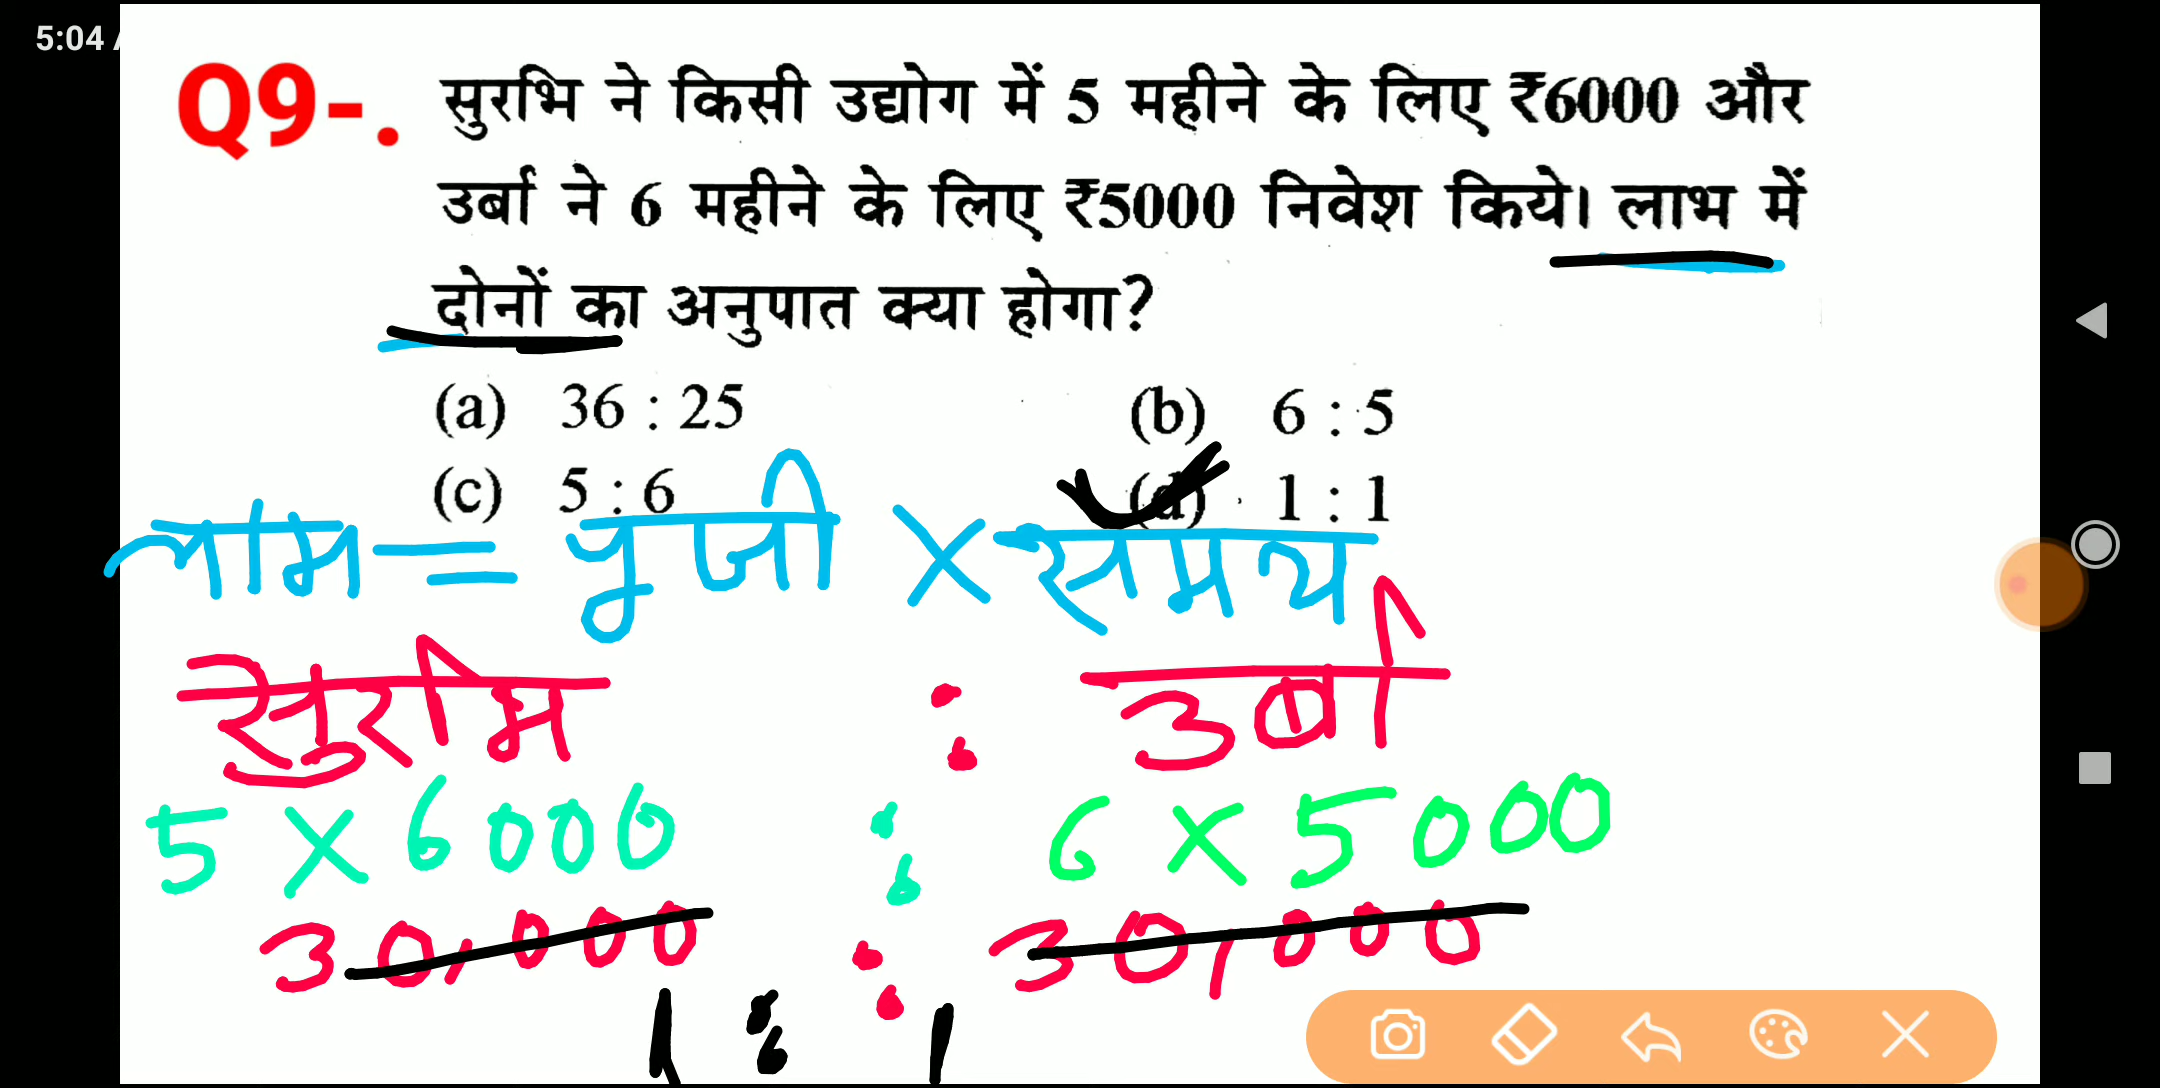 5:04
Q9-. सुरभि ने किसी उद्योग में 5 महीने के लिए ₹6000 और
उर्बा ने 6 महीने के लिए ₹5000 निवेश किये। लाभ में
दोनों का अनुपात क्या होगा?
(a) 36 : 25 (b) 6 : 5
(c) 5 : 6 (d) 1 : 1
लाभ = पूंजी × समय
सुरभि : उर्बा
5 × 6000 : 6 × 5000
30,000 : 30,000
1 : 1